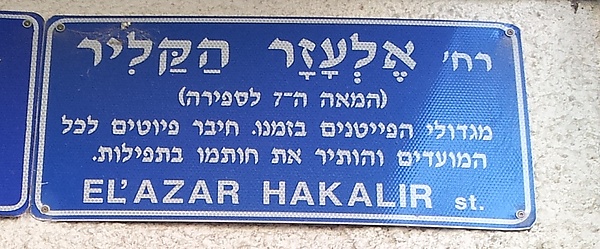 רח' אֶלְעָזָר הַקַּלִּיר
(המאה ה-7 לספירה)
מגדולי הפייטנים בזמנו. חיבר פיוטים לכל
המועדים והותיר את חותמו בתפילות.
EL'AZAR HAKALIR st.